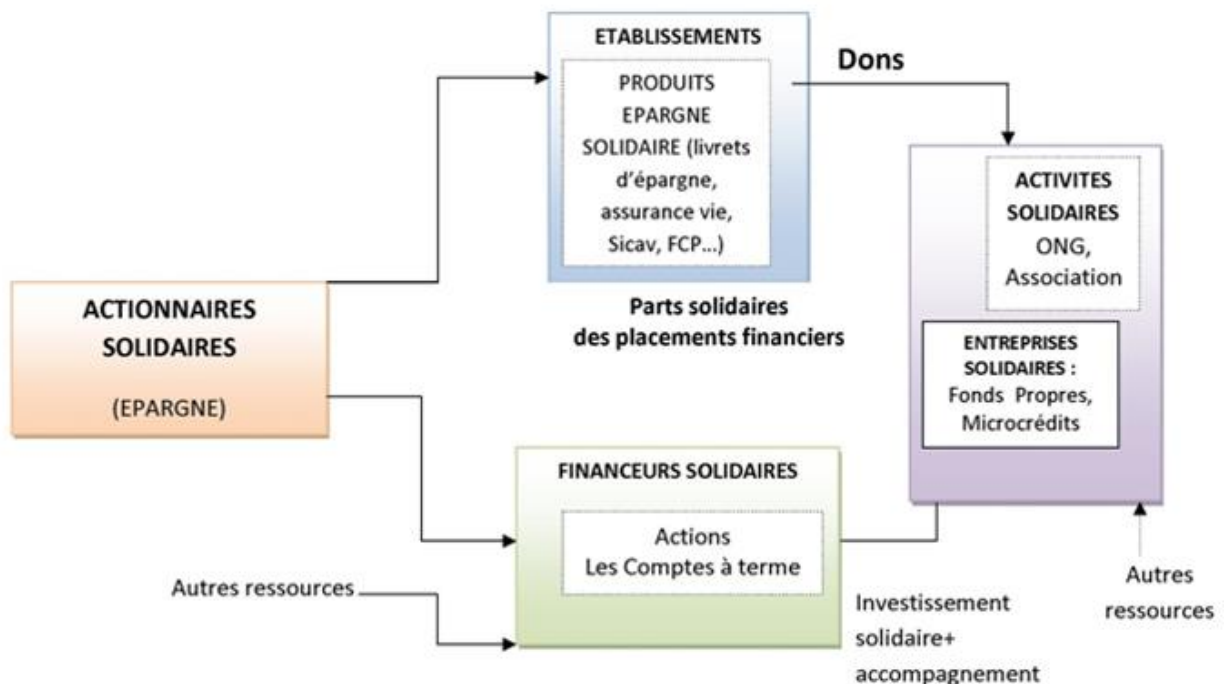 ETABLISSEMENTS
PRODUITS
EPARGNE
SOLIDAIRE (livrets
d'épargne,
assurance vie,
Sicav, FCP...)
Dons
ACTIVITES
SOLIDAIRES
ONG,
Association
ACTIONNAIRES
SOLIDAIRES
(EPARGNE)
Parts solidaires
des placements financiers
ENTREPRISES
SOLIDAIRES :
Fonds Propres,
Microcrédits
FINANCEURS SOLIDAIRES
Actions
Les Comptes à terme
Autres ressources
Investissement
solidaire+
accompagnement
Autres
ressources